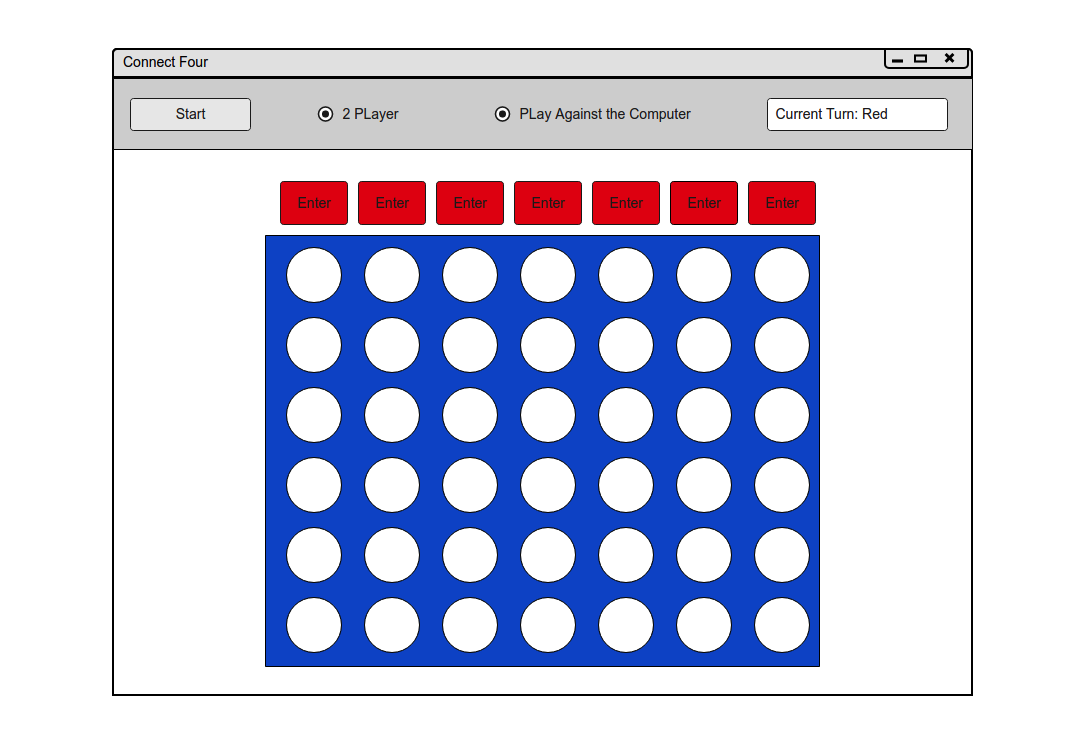 Connect Four
Start
2 PLayer
PLay Against the Computer
Current Turn: Red
Enter Enter Enter Enter Enter Enter Enter